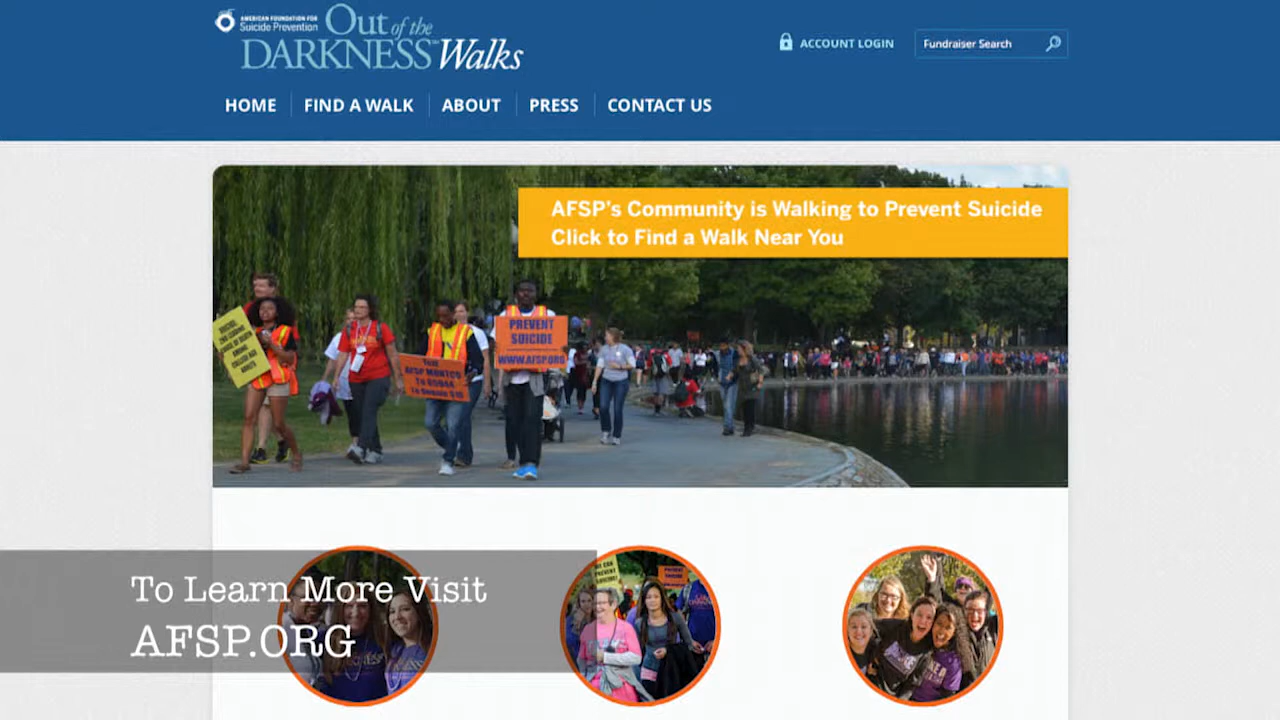 AMERICAN FOUNDATION FOR
Suicide Prevention
Out of the
DARKNESS Walks
ACCOUNT LOGIN
Fundraiser Search
HOME
FIND A WALK
ABOUT
PRESS
CONTACT US
AFSP's Community is Walking to Prevent Suicide
Click to Find a Walk Near You
SUICIDE
PREVENT
SUICIDE
WWW.AFSP.ORG
To Learn More Visit
AFSP.ORG
PREVENT